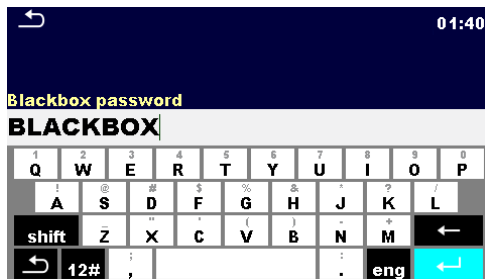 01:40
Blackbox password
BLACKBOX
1 2 3 4 5 6 7 8 9 0
Q W E R T Y U I O P
! @ # $ % & * ? /
A S D F G H J K L
" ' ( ) - +
shift Z X C V B N M
; :
12# , . eng